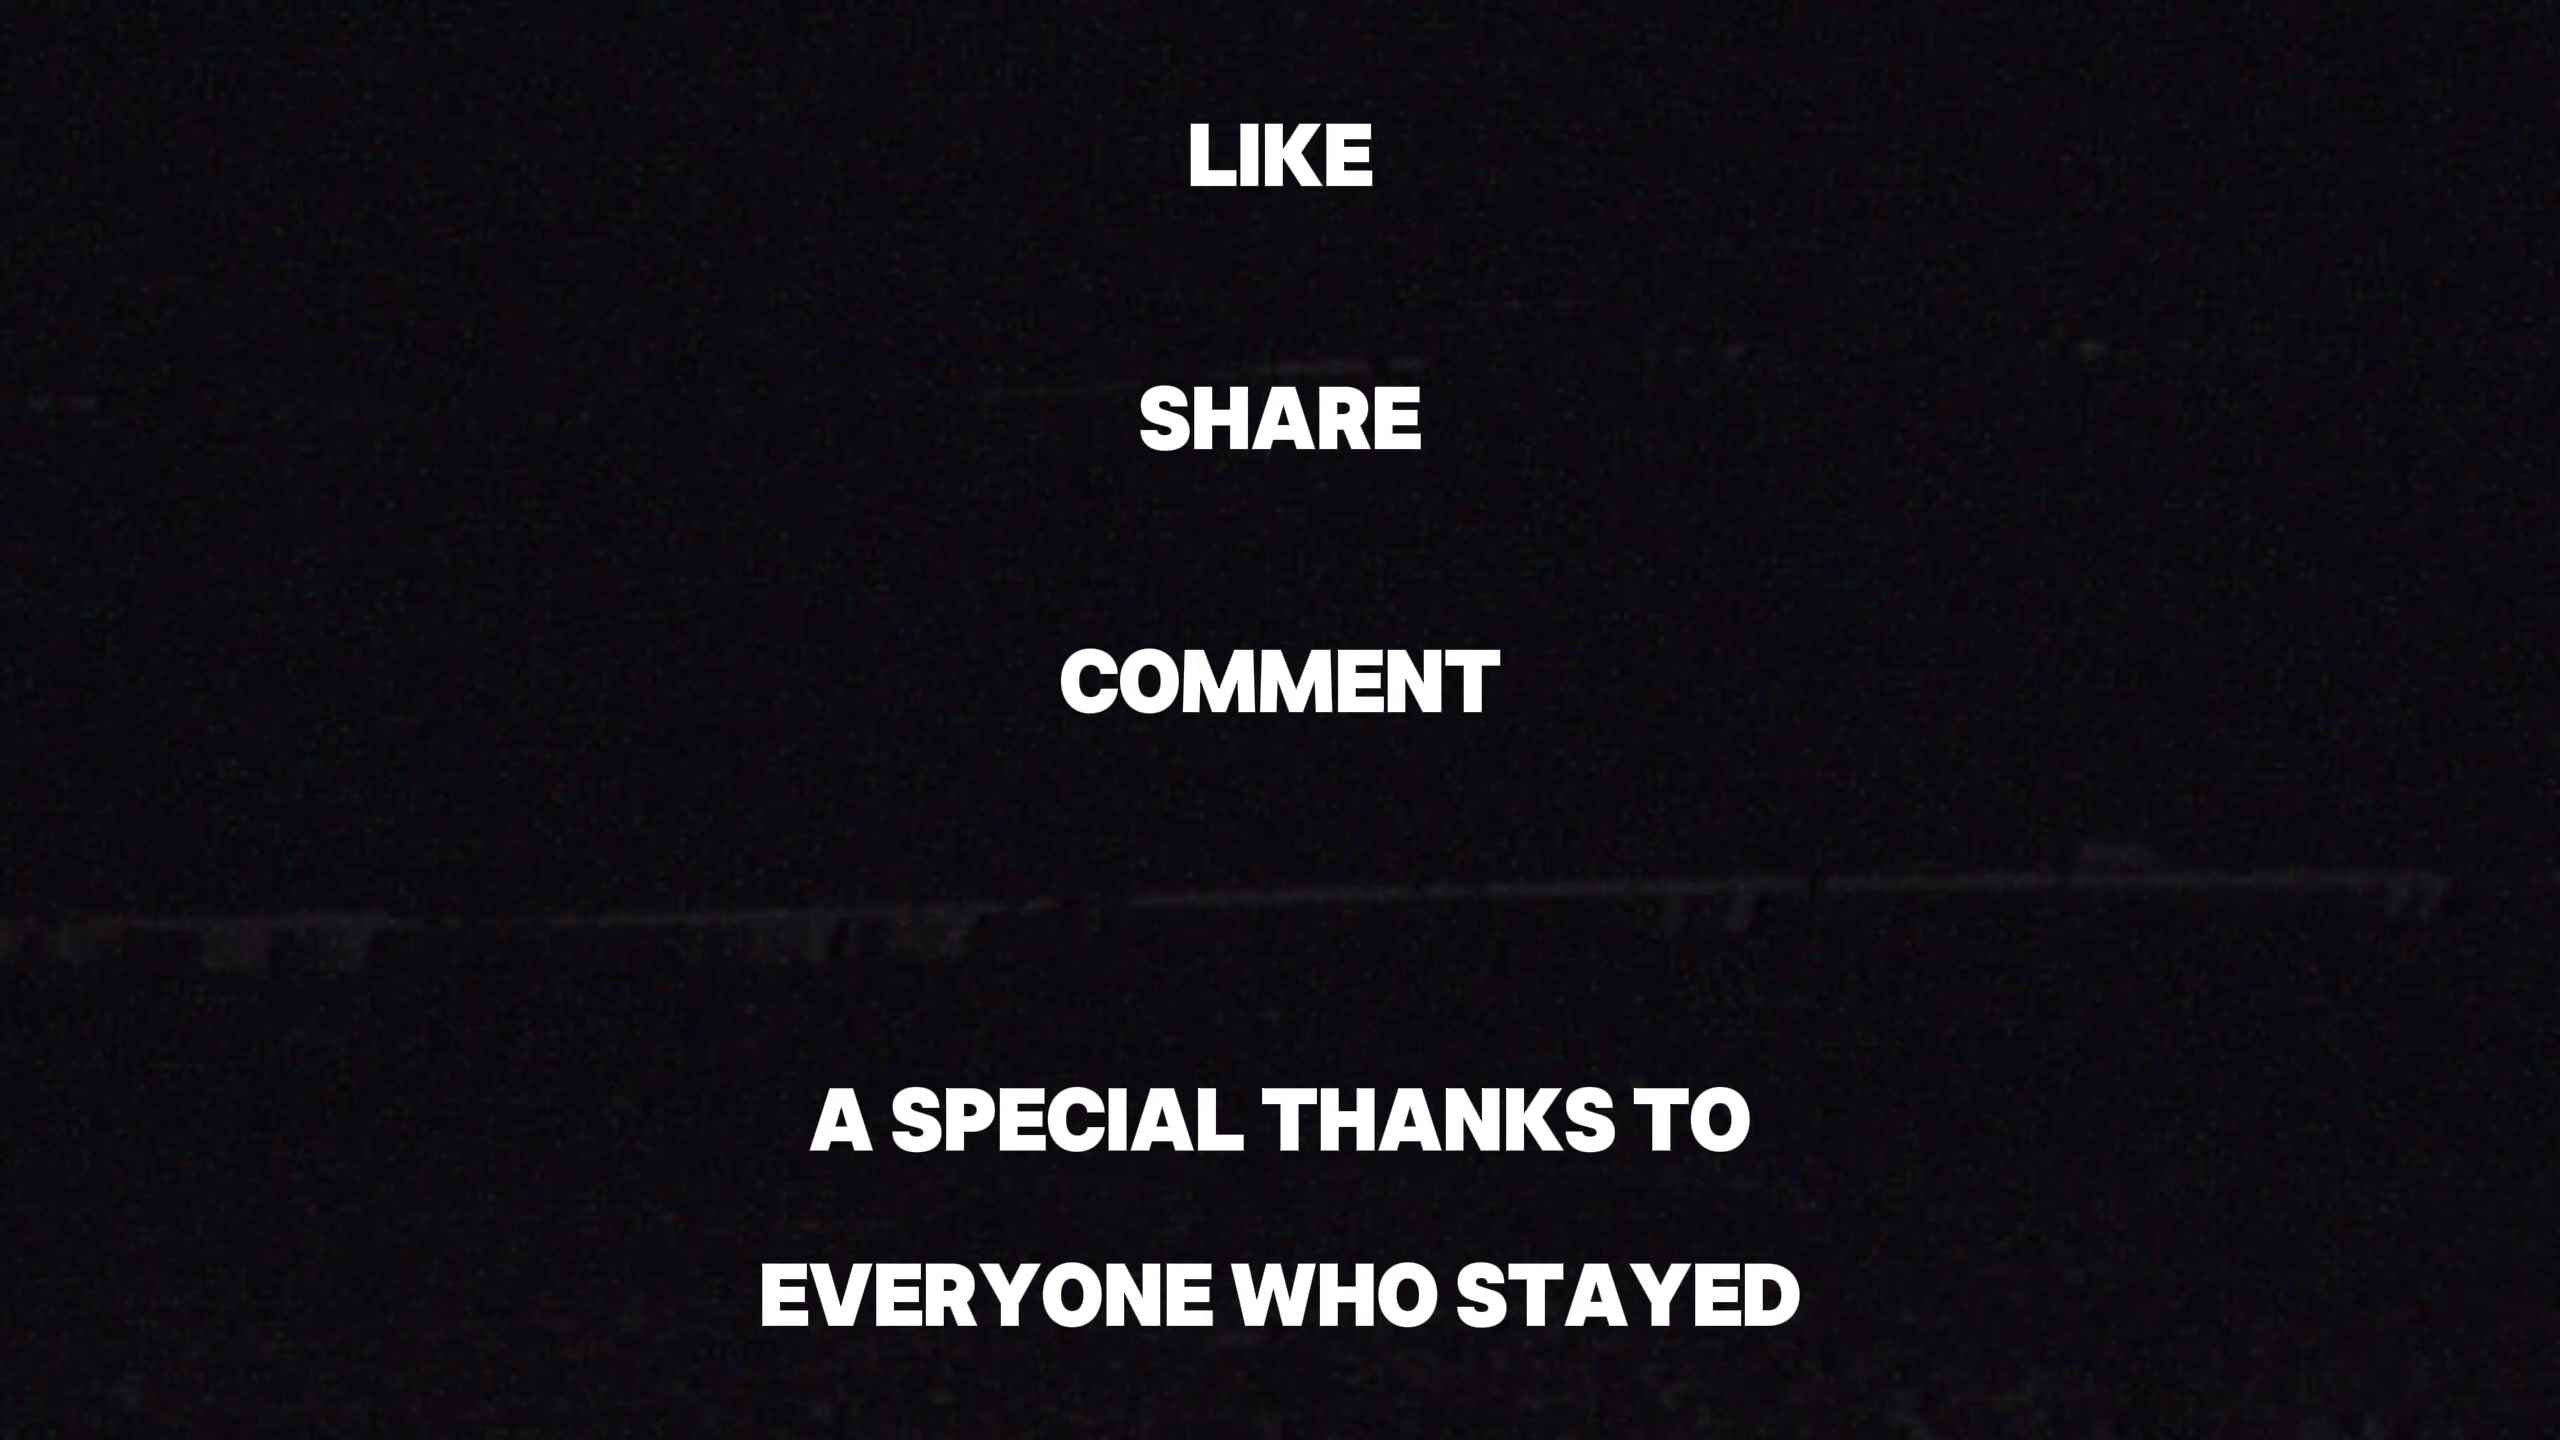 LIKE
SHARE
COMMENT
A SPECIAL THANKS TO
EVERYONE WHO STAYED